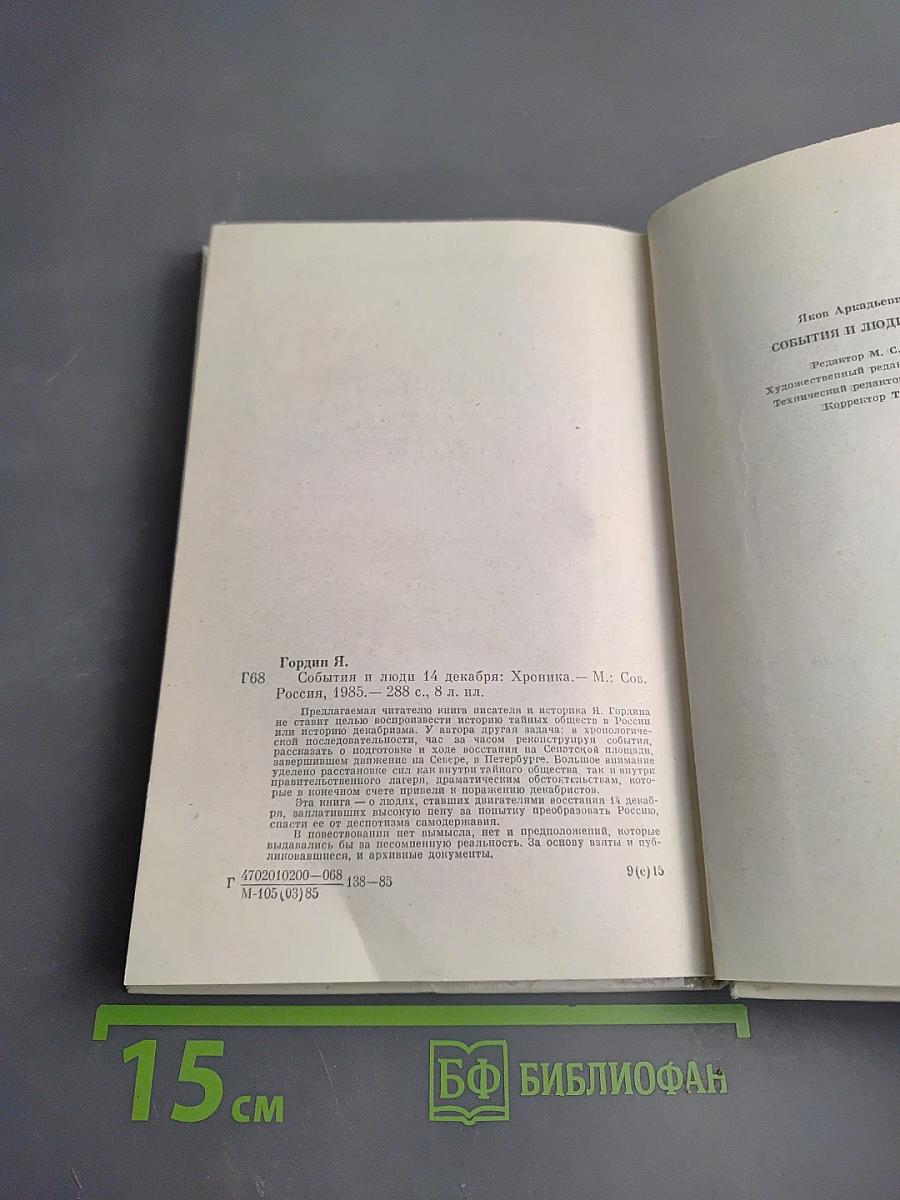 Гордин Я.
Г68 События и люди 14 декабря: Хроника.— М.: Сов.
Россия, 1985.— 288 с., 8 л. ил.
Предлагаемая читателю книга писателя и историка Я. Гордина
не ставит целью воспроизвести историю тайных обществ в России
или историю декабризма. У автора другая задача: в хронологиче-
ской последовательности, час за часом реконструируя события,
рассказать о подготовке и ходе восстания на Сенатской площади,
завершившем движение на Севере, в Петербурге. Большое внимание
уделено расстановке сил как внутри тайного общества, так и внутри
правительственного лагеря, драматическим обстоятельствам, кото-
рые в конечном счете привели к поражению декабристов.
Эта книга — о людях, ставших двигателями восстания 14 декаб-
ря, заплативших высокую цену за попытку преобразовать Россию,
спасти ее от деспотизма самодержавия.
В повествовании нет вымысла, нет и предположений, которые
выдавались бы за несомненную реальность. За основу взяты и пуб-
ликовавшиеся, и архивные документы.
Г 4702010200—068 138—85 9(с)15
М-105(03)85
Яков Аркадьеви
СОБЫТИЯ И ЛЮДИ
Редактор М. С.
Художественный редак
Технический редактор
Корректор Т
15 см
БФ БИБЛИОФАН